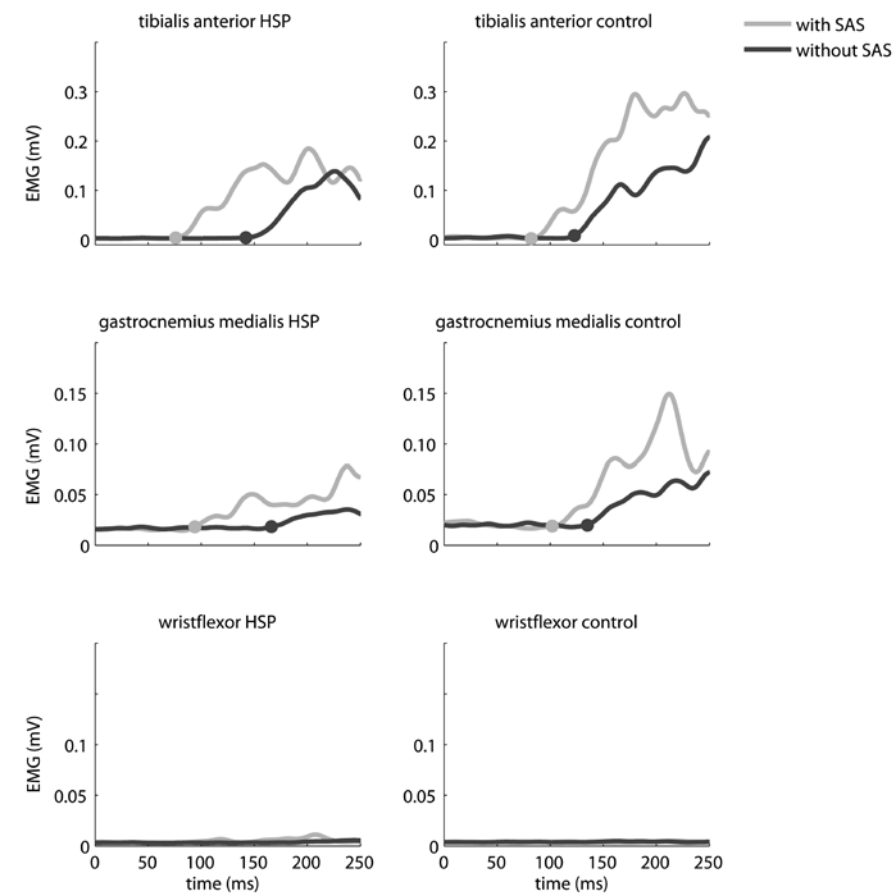 tibialis anterior HSP
tibialis anterior control
with SAS
without SAS
EMG (mV)
0.3
0.2
0.1
0
0.3
0.2
0.1
0
gastrocnemius medialis HSP
gastrocnemius medialis control
EMG (mV)
0.15
0.10
0.05
0
0.15
0.10
0.05
0
wristflexor HSP
wristflexor control
EMG (mV)
0.1
0.05
0
0.1
0.05
0
0 50 100 150 200 250
0 50 100 150 200 250
time (ms)
time (ms)